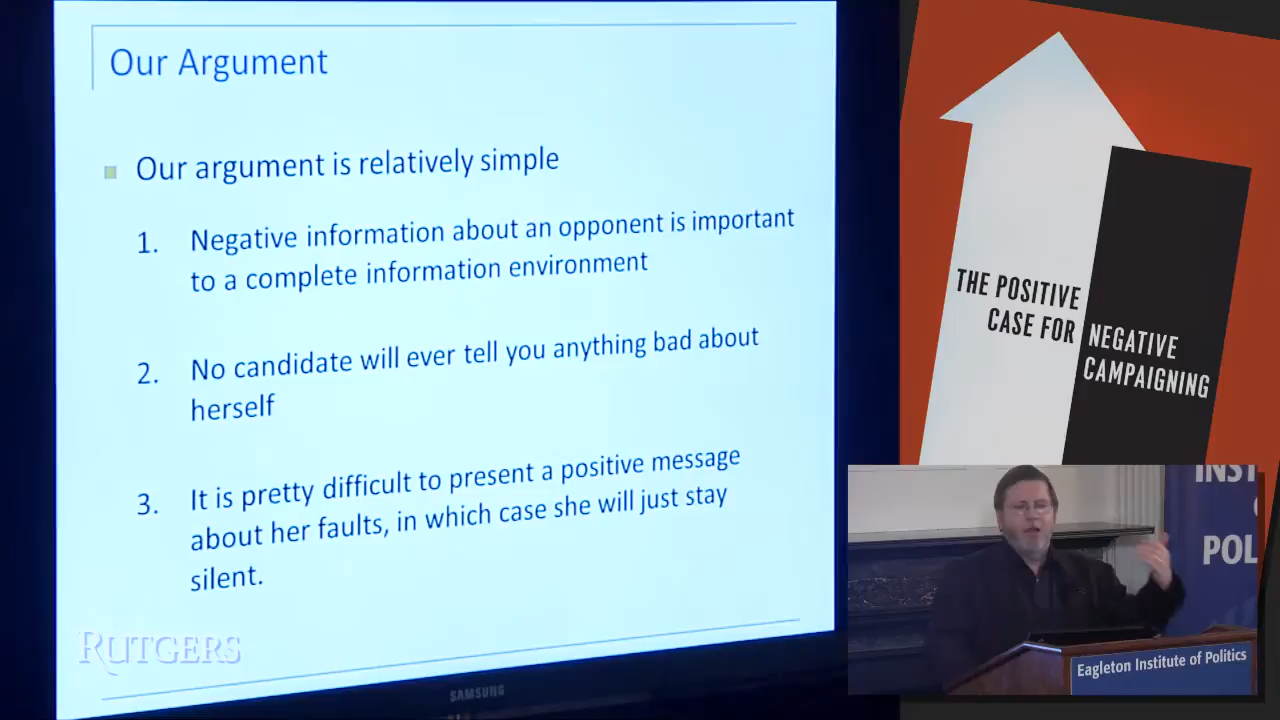 Our Argument
Our argument is relatively simple
1. Negative information about an opponent is important
to a complete information environment
2. No candidate will ever tell you anything bad about
herself
3. It is pretty difficult to present a positive message
about her faults, in which case she will just stay
silent.
RUTGERS
SAMSUNG
THE POSITIVE
CASE FOR
NEGATIVE
CAMPAIGNING
INST
POL
Eagleton Institute of Politics